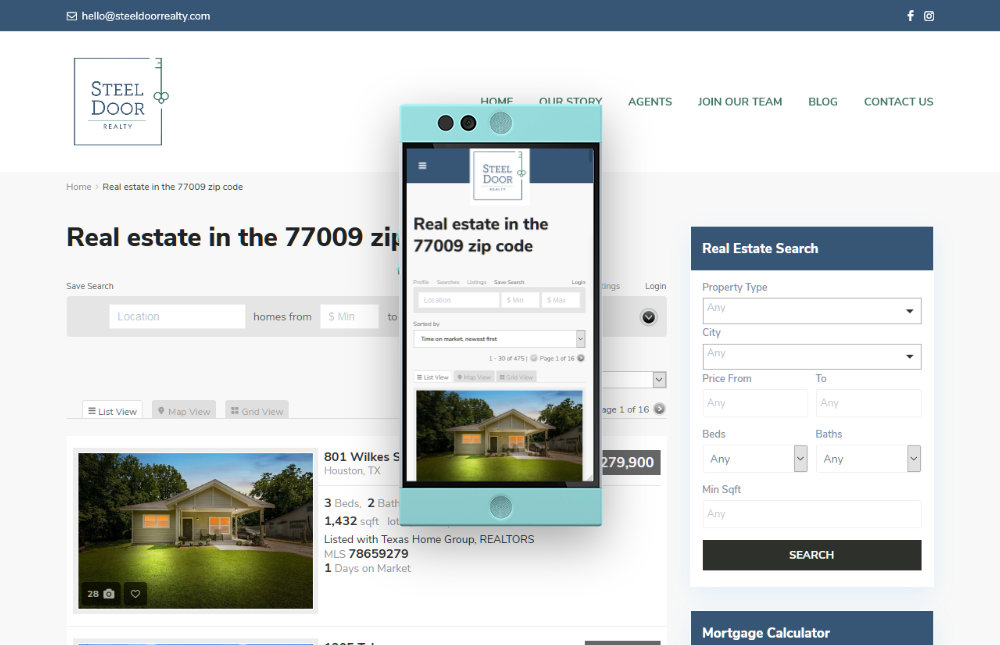 hello@steeldoorrealty.com
STEEL
DOOR
REALTY
HOME
OUR STORY
AGENTS
JOIN OUR TEAM
BLOG
CONTACT US
Home › Real estate in the 77009 zip code
Real estate in the 77009 zip
Save Search
Login
Location
homes from
$ Min
to
List View
Map View
Grid View
Page 1 of 16
801 Wilkes S
Houston, TX
279,900
3 Beds, 2 Bath
1,432 sqft lot
Listed with Texas Home Group, REALTORS
MLS 78659279
1 Days on Market
28
STEEL
DOOR
REALTY
Real estate in the
77009 zip code
Profile Searches Listings Save Search Login
Location $ Min $ Max
Sorted by
Time on market, newest first
1 - 30 of 475 | Page 1 of 16
List View Map View Grid View
Real Estate Search
Property Type
Any
City
Any
Price From To
Any Any
Beds Baths
Any Any
Min Sqft
Any
SEARCH
Mortgage Calculator